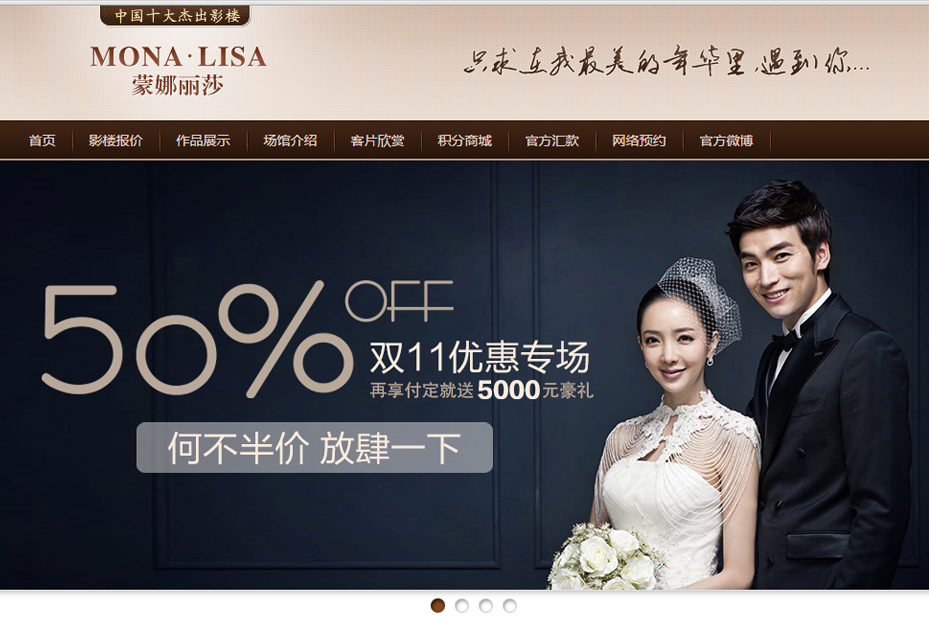 中国十大杰出影楼
MONA·LISA
蒙娜丽莎
只求在我最美的年华里,遇到你...
首页 影楼报价 作品展示 场馆介绍 客片欣赏 积分商城 官方汇款 网络预约 官方微博
50% OFF
双11优惠专场
再享付定就送5000元豪礼
何不半价 放肆一下